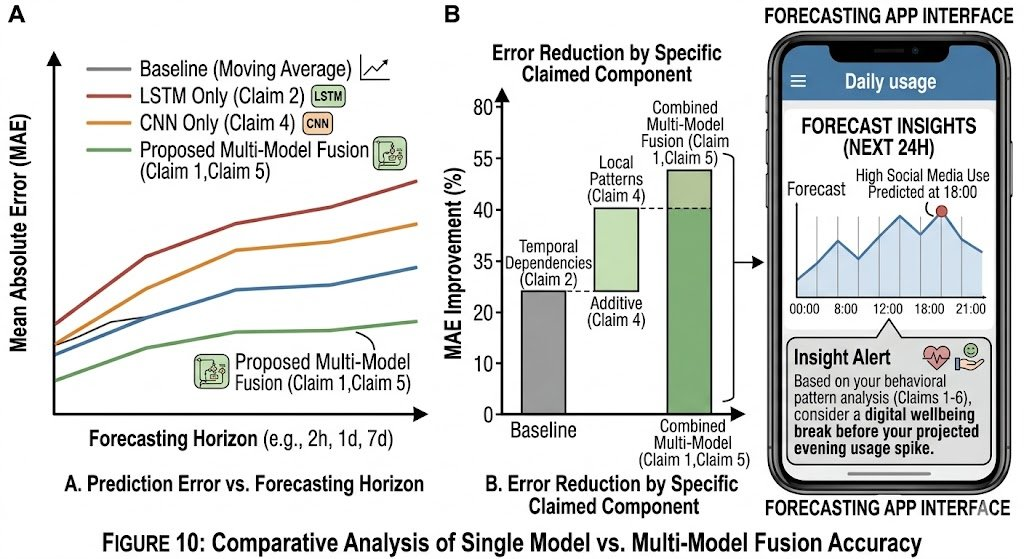 A
Baseline (Moving Average)
LSTM Only (Claim 2) LSTM
CNN Only (Claim 4) CNN
Proposed Multi-Model Fusion
(Claim 1,Claim 5)
Mean Absolute Error (MAE)
Proposed Multi-Model
Fusion (Claim 1,Claim 5)
Forecasting Horizon (e.g., 2h, 1d, 7d)
A. Prediction Error vs. Forecasting Horizon
B
Error Reduction by Specific
Claimed Component
MAE Improvement (%)
80
55
40
35
20
10
0
Temporal
Dependencies
(Claim 2)
Local
Patterns
(Claim 4)
Additive
(Claim 4)
Combined
Multi-Model
Fusion (Claim
1,Claim 5)
Baseline
Combined
Multi-Model
(Claim 1,Claim 5)
B. Error Reduction by Specific
Claimed Component
FORECASTING APP INTERFACE
Daily usage
FORECAST INSIGHTS
(NEXT 24H)
High Social Media Use
Predicted at 18:00
Forecast
00:00 8:00 12:00 18:00 21:00
Insight Alert
Based on your behavioral
pattern analysis (Claims 1-6),
consider a digital wellbeing
break before your projected
evening usage spike.
FORECASTING APP INTERFACE
FIGURE 10: Comparative Analysis of Single Model vs. Multi-Model Fusion Accuracy